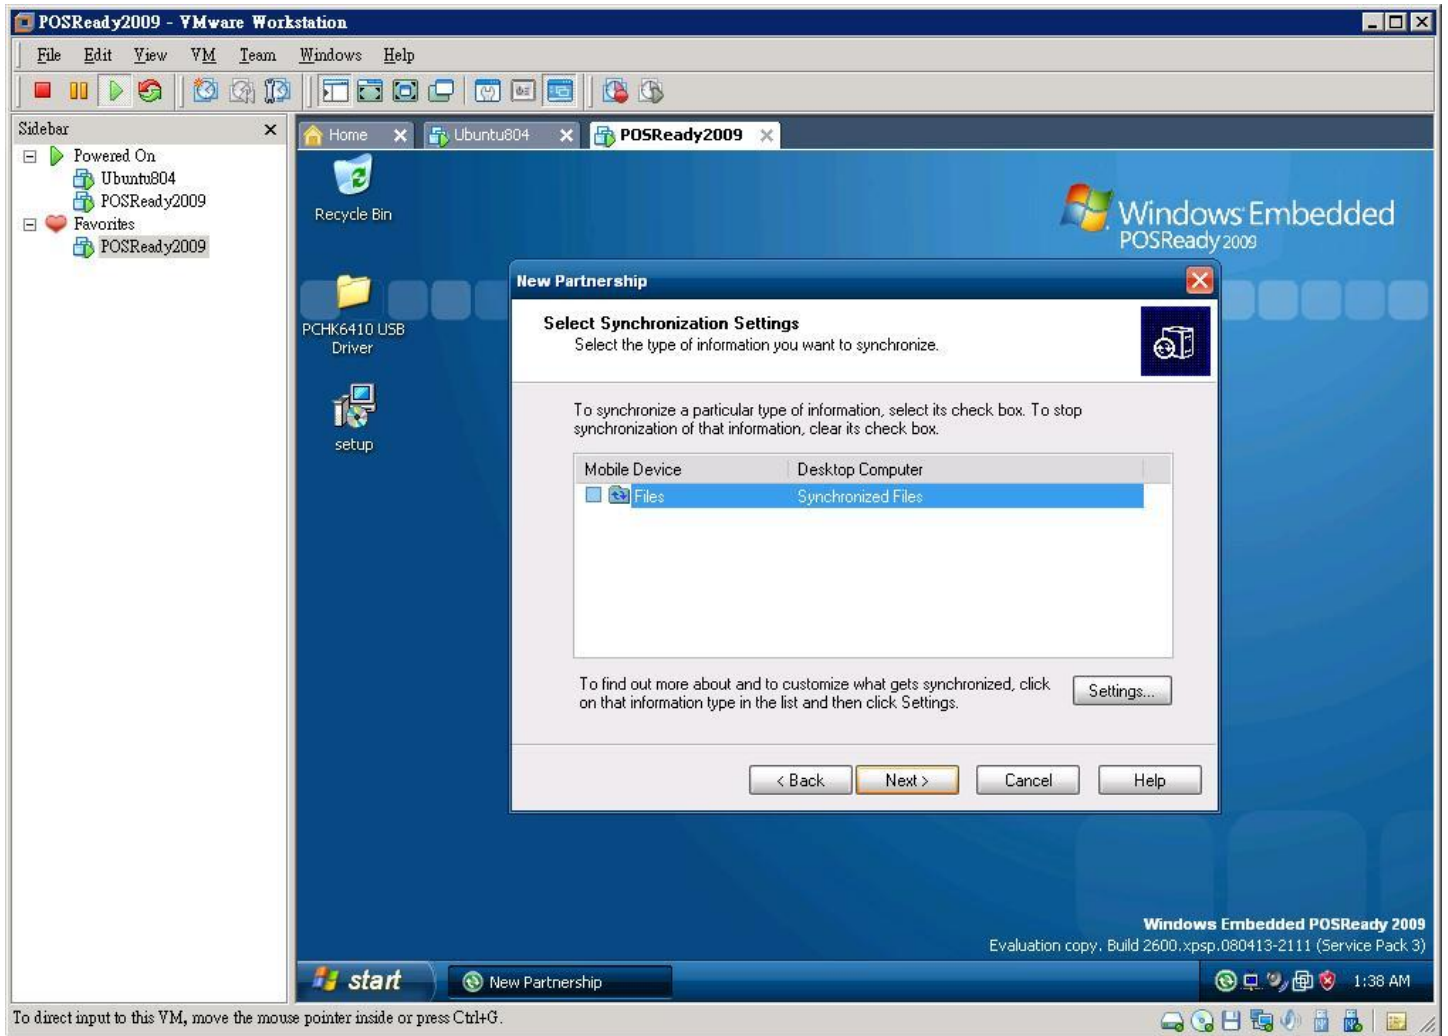 POSReady2009 - VMware Workstation
File Edit View VM Team Windows Help
Sidebar
Powered On
Ubuntu804
POSReady2009
Favorites
POSReady2009
Home Ubuntu804 POSReady2009
Recycle Bin
Windows Embedded
POSReady 2009
PCHK6410 USB
Driver
setup
New Partnership
Select Synchronization Settings
Select the type of information you want to synchronize.
To synchronize a particular type of information, select its check box. To stop
synchronization of that information, clear its check box.
Mobile Device Desktop Computer
Files Synchronized Files
To find out more about and to customize what gets synchronized, click
on that information type in the list and then click Settings.
Settings...
< Back Next > Cancel Help
Windows Embedded POSReady 2009
Evaluation copy. Build 2600.xpsp.080413-2111 (Service Pack 3)
start New Partnership 1:38 AM
To direct input to this VM, move the mouse pointer inside or press Ctrl+G.